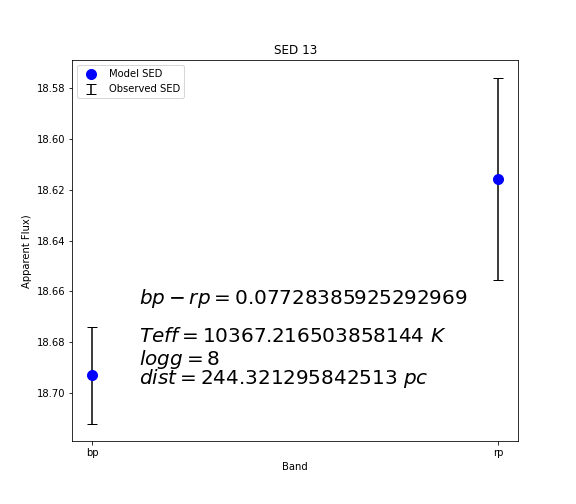 SED 13
Model SED
Observed SED
18.58
18.60
18.62
18.64
18.66
18.68
18.70
Apparent Flux)
bp − rp = 0.07728385925292969
Teff = 10367.216503858144 K
logg = 8
dist = 244.321295842513 pc
bp
rp
Band